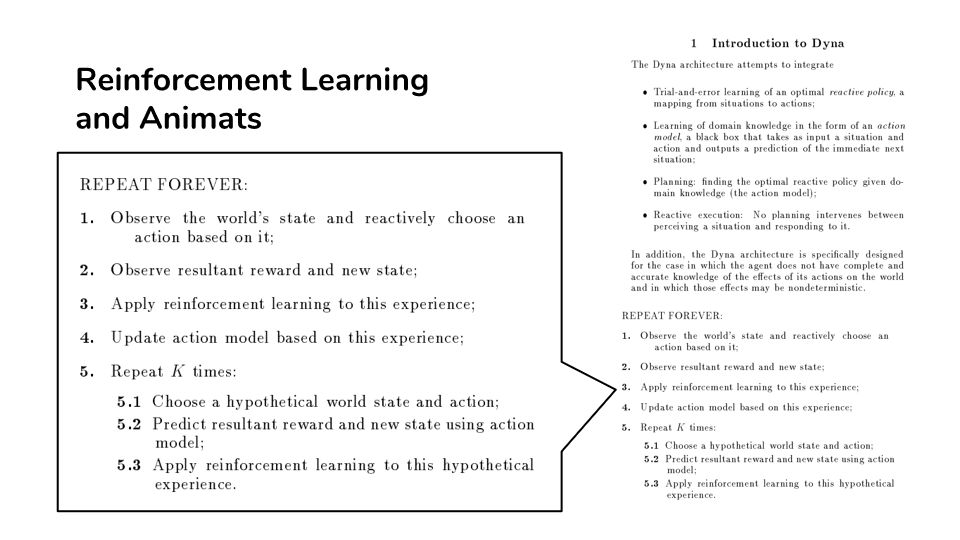 Reinforcement Learning
and Animats
REPEAT FOREVER:
1. Observe the world's state and reactively choose an
action based on it;
2. Observe resultant reward and new state;
3. Apply reinforcement learning to this experience;
4. Update action model based on this experience;
5. Repeat K times:
5.1 Choose a hypothetical world state and action;
5.2 Predict resultant reward and new state using action
model;
5.3 Apply reinforcement learning to this hypothetical
experience.
1 Introduction to Dyna
The Dyna architecture attempts to integrate
• Trial-and-error learning of an optimal reactive policy, a
mapping from situations to actions;
• Learning of domain knowledge in the form of an action
model, a black box that takes as input a situation and
action and outputs a prediction of the immediate next
situation;
• Planning: finding the optimal reactive policy given do-
main knowledge (the action model);
• Reactive execution: No planning intervenes between
perceiving a situation and responding to it.
In addition, the Dyna architecture is specifically designed
for the case in which the agent does not have complete and
accurate knowledge of the effects of its actions on the world
and in which those effects may be nondeterministic.
REPEAT FOREVER:
1. Observe the world's state and reactively choose an
action based on it;
2. Observe resultant reward and new state;
3. Apply reinforcement learning to this experience;
4. Update action model based on this experience;
5. Repeat K times:
5.1 Choose a hypothetical world state and action;
5.2 Predict resultant reward and new state using action
model;
5.3 Apply reinforcement learning to this hypothetical
experience.